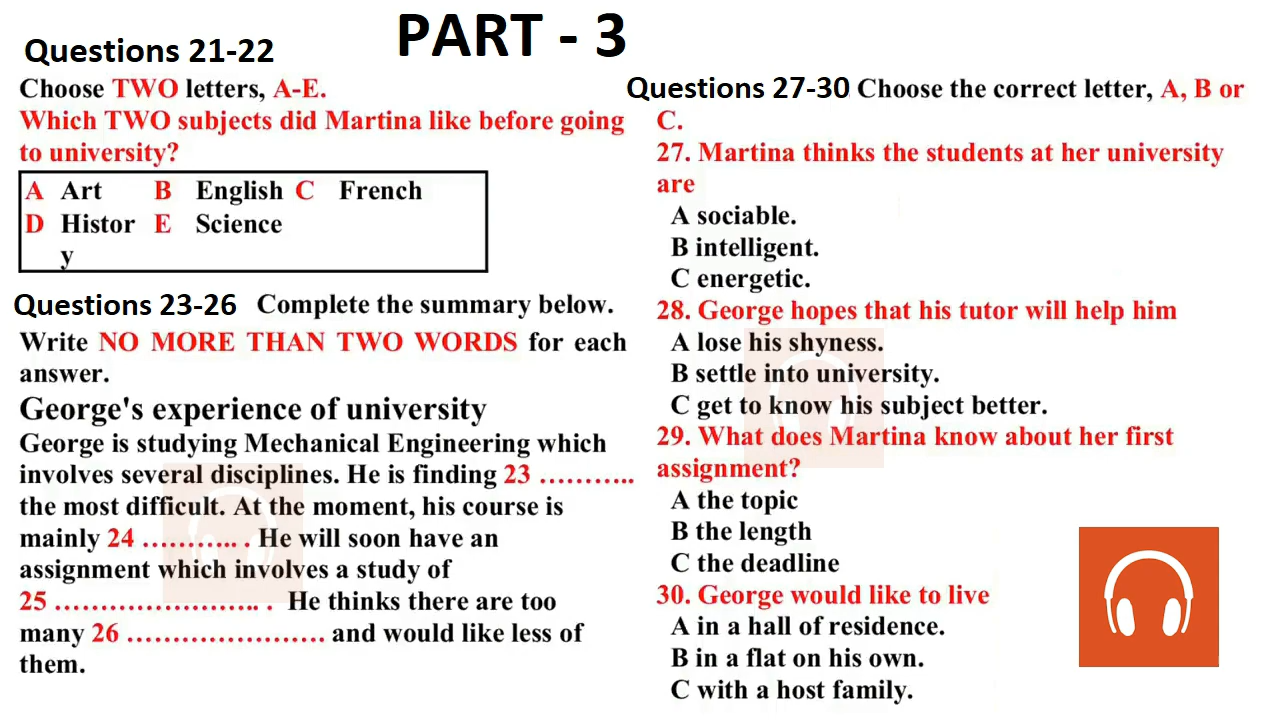 PART - 3
Questions 21-22
Choose TWO letters, A-E.
Which TWO subjects did Martina like before going
to university?
A Art B English C French
D Histor E Science
y
Questions 23-26 Complete the summary below.
Write NO MORE THAN TWO WORDS for each
answer.
George's experience of university
George is studying Mechanical Engineering which
involves several disciplines. He is finding 23 ………..
the most difficult. At the moment, his course is
mainly 24 ……….. . He will soon have an
assignment which involves a study of
25 ………………….. . He thinks there are too
many 26 …………………. and would like less of
them.
Questions 27-30 Choose the correct letter, A, B or
C.
27. Martina thinks the students at her university
are
A sociable.
B intelligent.
C energetic.
28. George hopes that his tutor will help him
A lose his shyness.
B settle into university.
C get to know his subject better.
29. What does Martina know about her first
assignment?
A the topic
B the length
C the deadline
30. George would like to live
A in a hall of residence.
B in a flat on his own.
C with a host family.